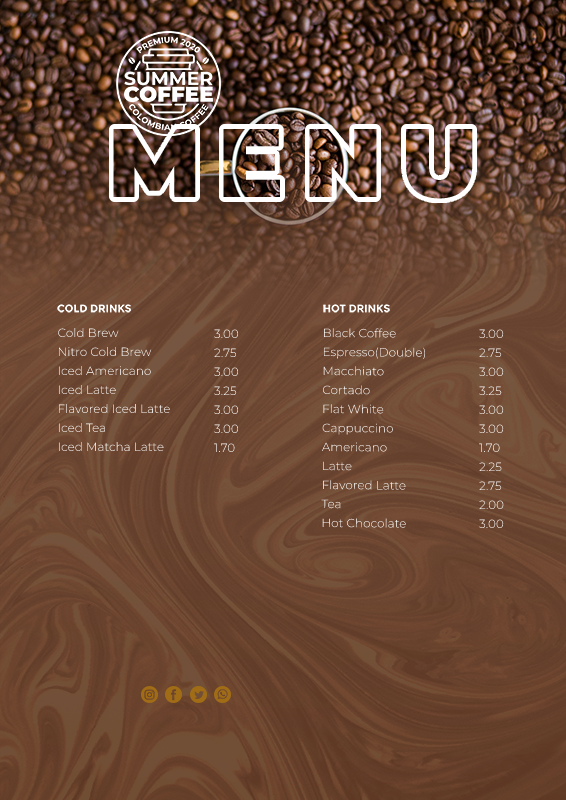 PREMIUM 2020
SUMMER
COFFEE
COLOMBIAN COFFEE
MENU
COLD DRINKS
Cold Brew 3.00
Nitro Cold Brew 2.75
Iced Americano 3.00
Iced Latte 3.25
Flavored Iced Latte 3.00
Iced Tea 3.00
Iced Matcha Latte 1.70
HOT DRINKS
Black Coffee 3.00
Espresso(Double) 2.75
Macchiato 3.00
Cortado 3.25
Flat White 3.00
Cappuccino 3.00
Americano 1.70
Latte 2.25
Flavored Latte 2.75
Tea 2.00
Hot Chocolate 3.00